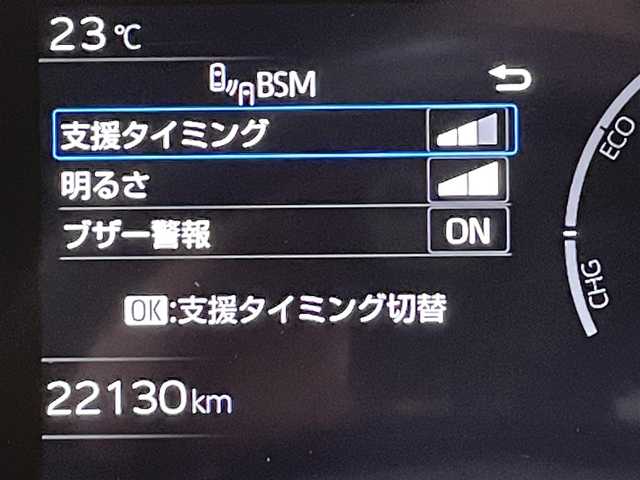 23℃
BSM
支援タイミング
明るさ
ブザー警報 ON
OK:支援タイミング切替
22130km
ECO
CHG